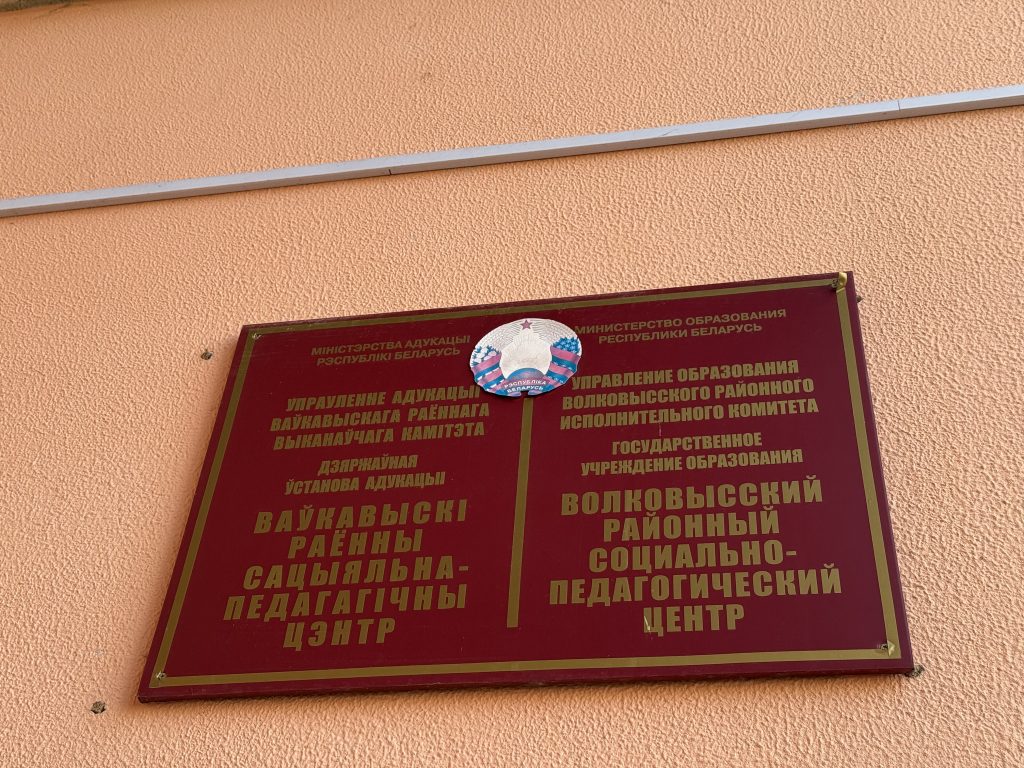 МІНІСТЭРСТВА АДУКАЦЫІ
РЭСПУБЛІКІ БЕЛАРУСЬ
УПРАУЛЕННЕ АДУКАЦЫІ
ВАЎКАВЫСКАГА РАЁННАГА
ВЫКАНАЎЧАГА КАМІТЭТА
ДЗЯРЖАЎНАЯ
ЎСТАНОВА АДУКАЦЫІ
ВАЎКАВЫСКІ
РАЁННЫ
САЦЫЯЛЬНА-
ПЕДАГАГІЧНЫ
ЦЭНТР
РЭСПУБЛІКА
БЕЛАРУСЬ
МИНИСТЕРСТВО ОБРАЗОВАНИЯ
РЕСПУБЛИКИ БЕЛАРУСЬ
УПРАВЛЕНИЕ ОБРАЗОВАНИЯ
ВОЛКОВЫССКОГО РАЙОННОГО
ИСПОЛНИТЕЛЬНОГО КОМИТЕТА
ГОСУДАРСТВЕННОЕ
УЧРЕЖДЕНИЕ ОБРАЗОВАНИЯ
ВОЛКОВЫССКИЙ
РАЙОННЫЙ
СОЦИАЛЬНО-
ПЕДАГОГИЧЕСКИЙ
ЦЕНТР